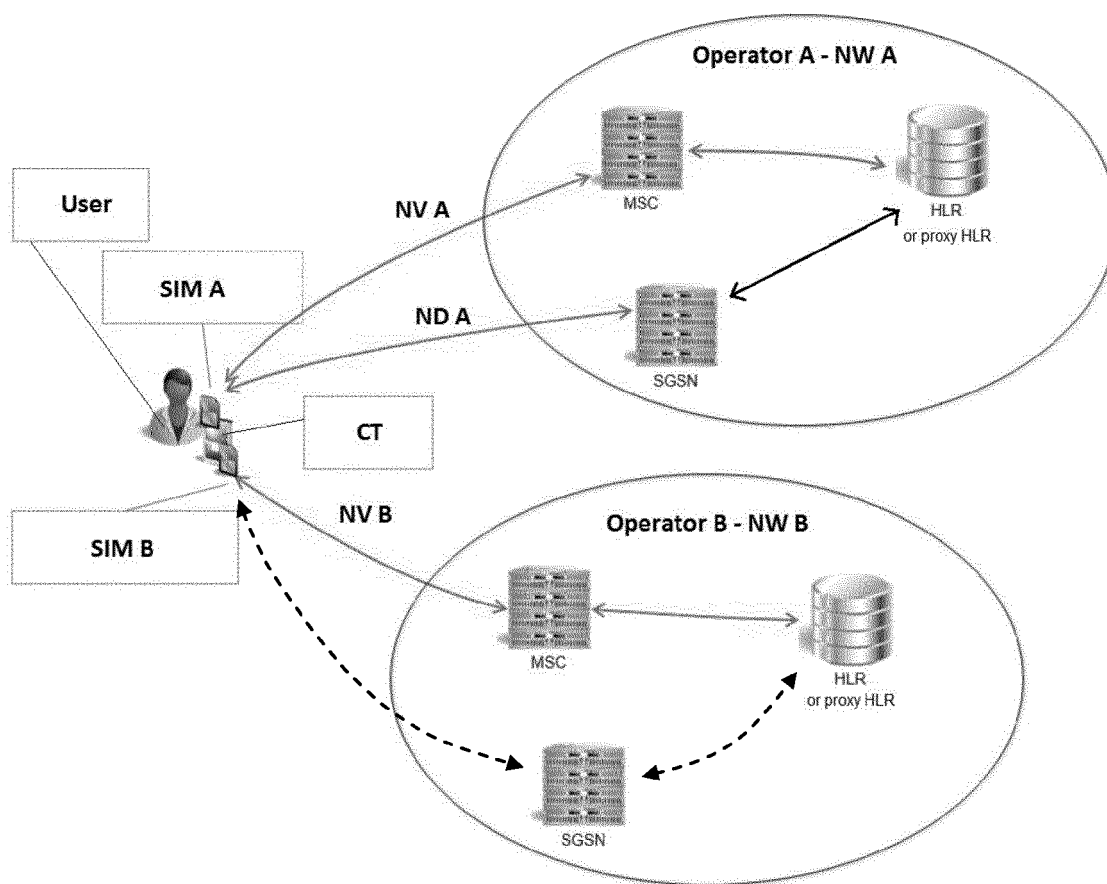 Operator A - NW A
MSC
HLR
or proxy HLR
User
NV A
SIM A
ND A
SGSN
CT
NV B
SIM B
Operator B - NW B
MSC
HLR
or proxy HLR
SGSN